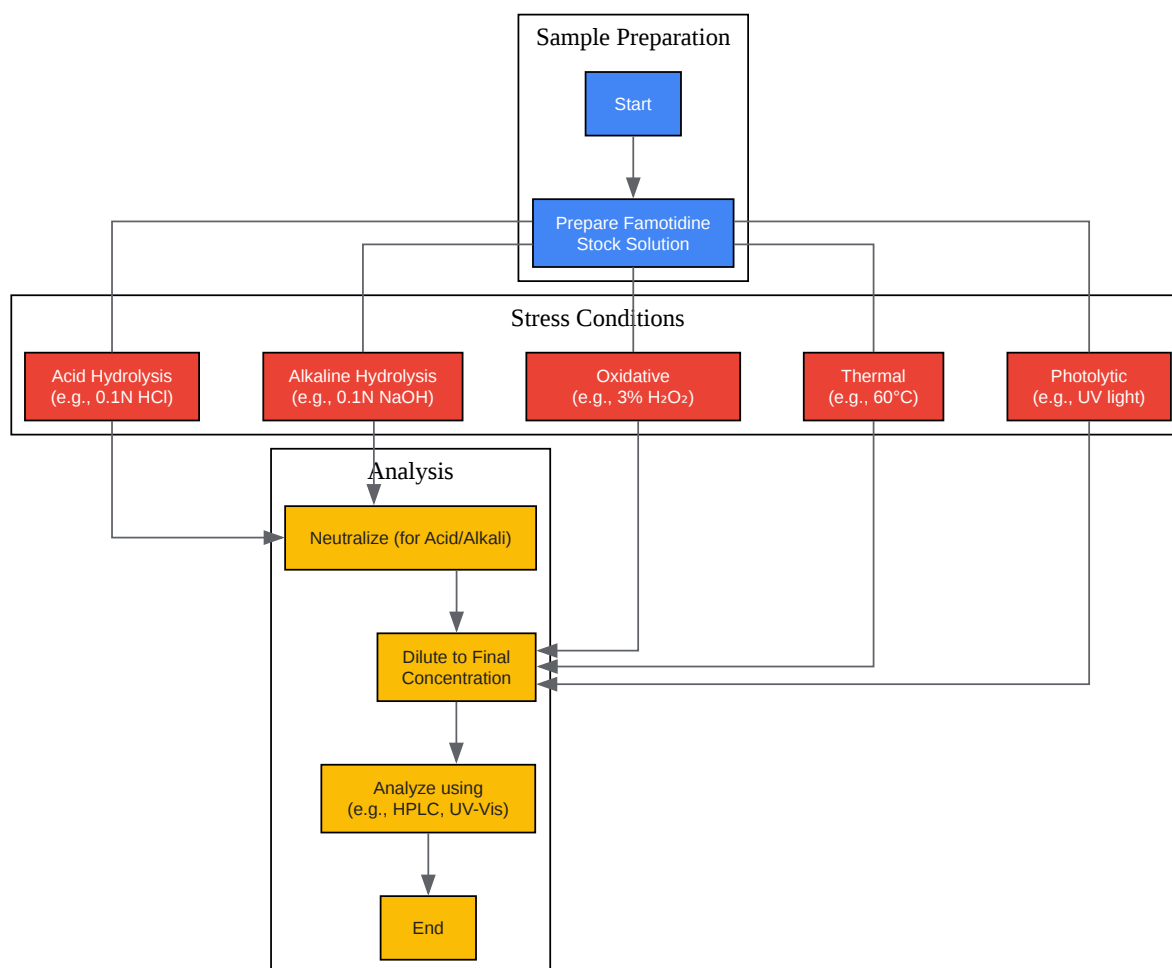 Sample Preparation
Start
Prepare Famotidine
Stock Solution
Stress Conditions
Acid Hydrolysis
(e.g., 0.1N HCl)
Alkaline Hydrolysis
(e.g., 0.1N NaOH)
Oxidative
(e.g., 3% H₂O₂)
Thermal
(e.g., 60°C)
Photolytic
(e.g., UV light)
Analysis
Neutralize (for Acid/Alkali)
Dilute to Final
Concentration
Analyze using
(e.g., HPLC, UV-Vis)
End